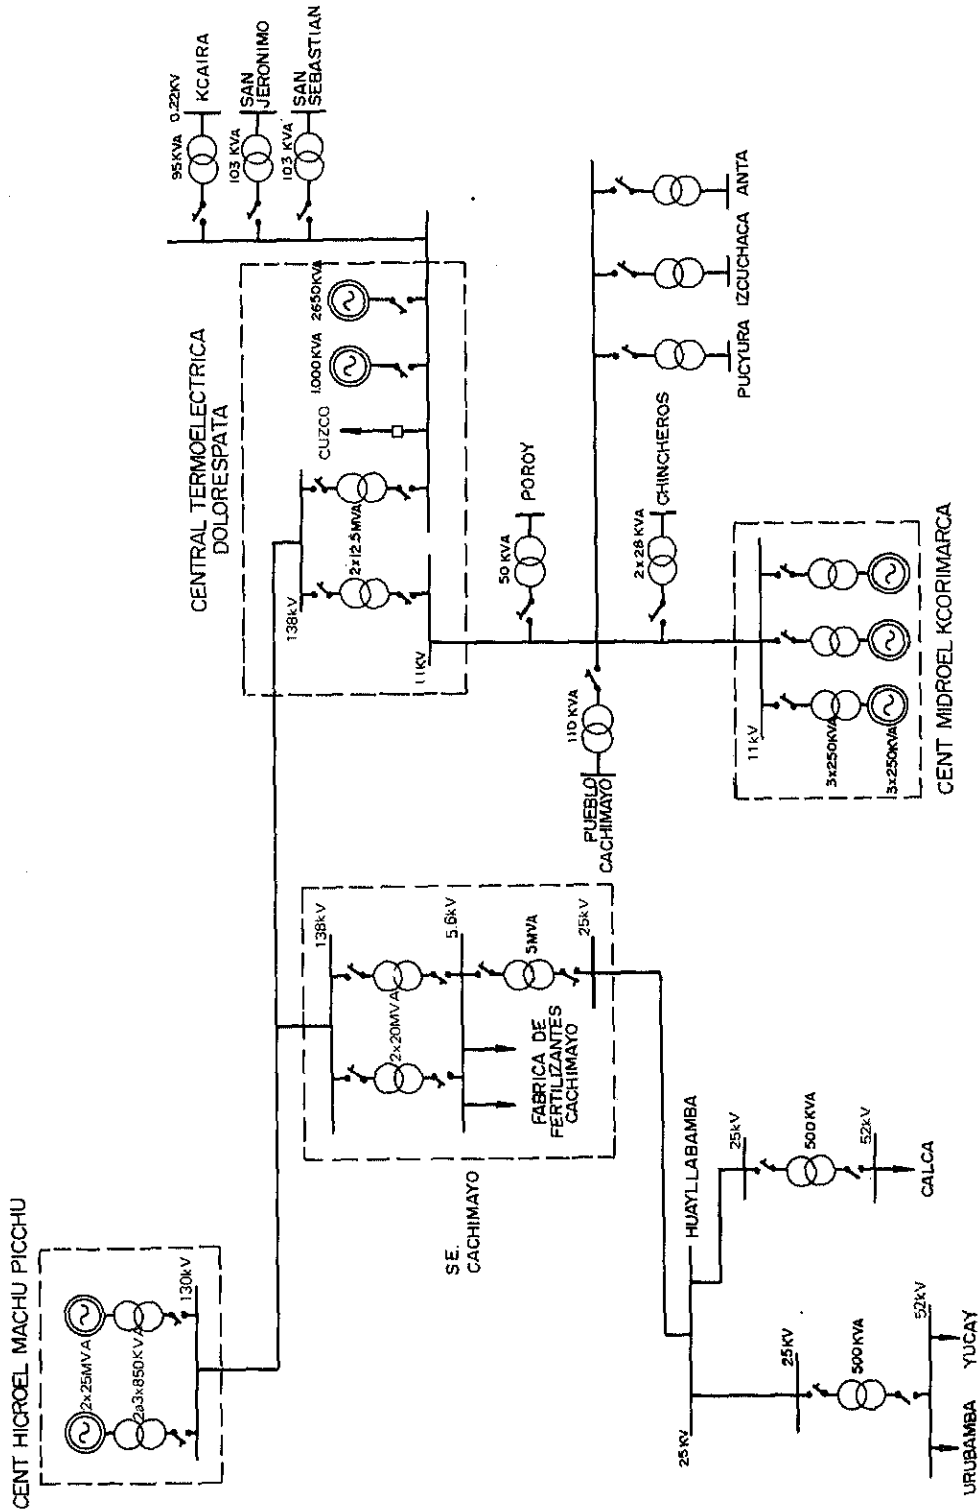 CENT HICROEL MACHU PICCHU
2x25MVA
2a3x850KVA
130kV
S.E.
CACHIMAYO
138kV
2x20MVA
5.6kV
5MVA
25kV
FABRICA DE
FERTILIZANTES
CACHIMAYO
HUAYLLABAMBA
25KV
25KV
500KVA
52kV
URUBAMBA
YUCAY
25kV
500KVA
52kV
CALCA
CENTRAL TERMOELECTRICA
DOLORESPATA
138kV
2x12.5MVA
CUZCO
1.000KVA
2650KVA
11KV
95KVA
0.22KV
KCAIRA
103 KVA
SAN
JERONIMO
103 KVA
SAN
SEBASTIAN
50 KVA
POROY
110 KVA
PUEBLO
CACHIMAYO
2x28 KVA
CHINCHEROS
PUCYURA
IZCUCHACA
ANTA
11kV
3x250KVA
3x250KVA
CENT MIDROEL KCORIMARCA